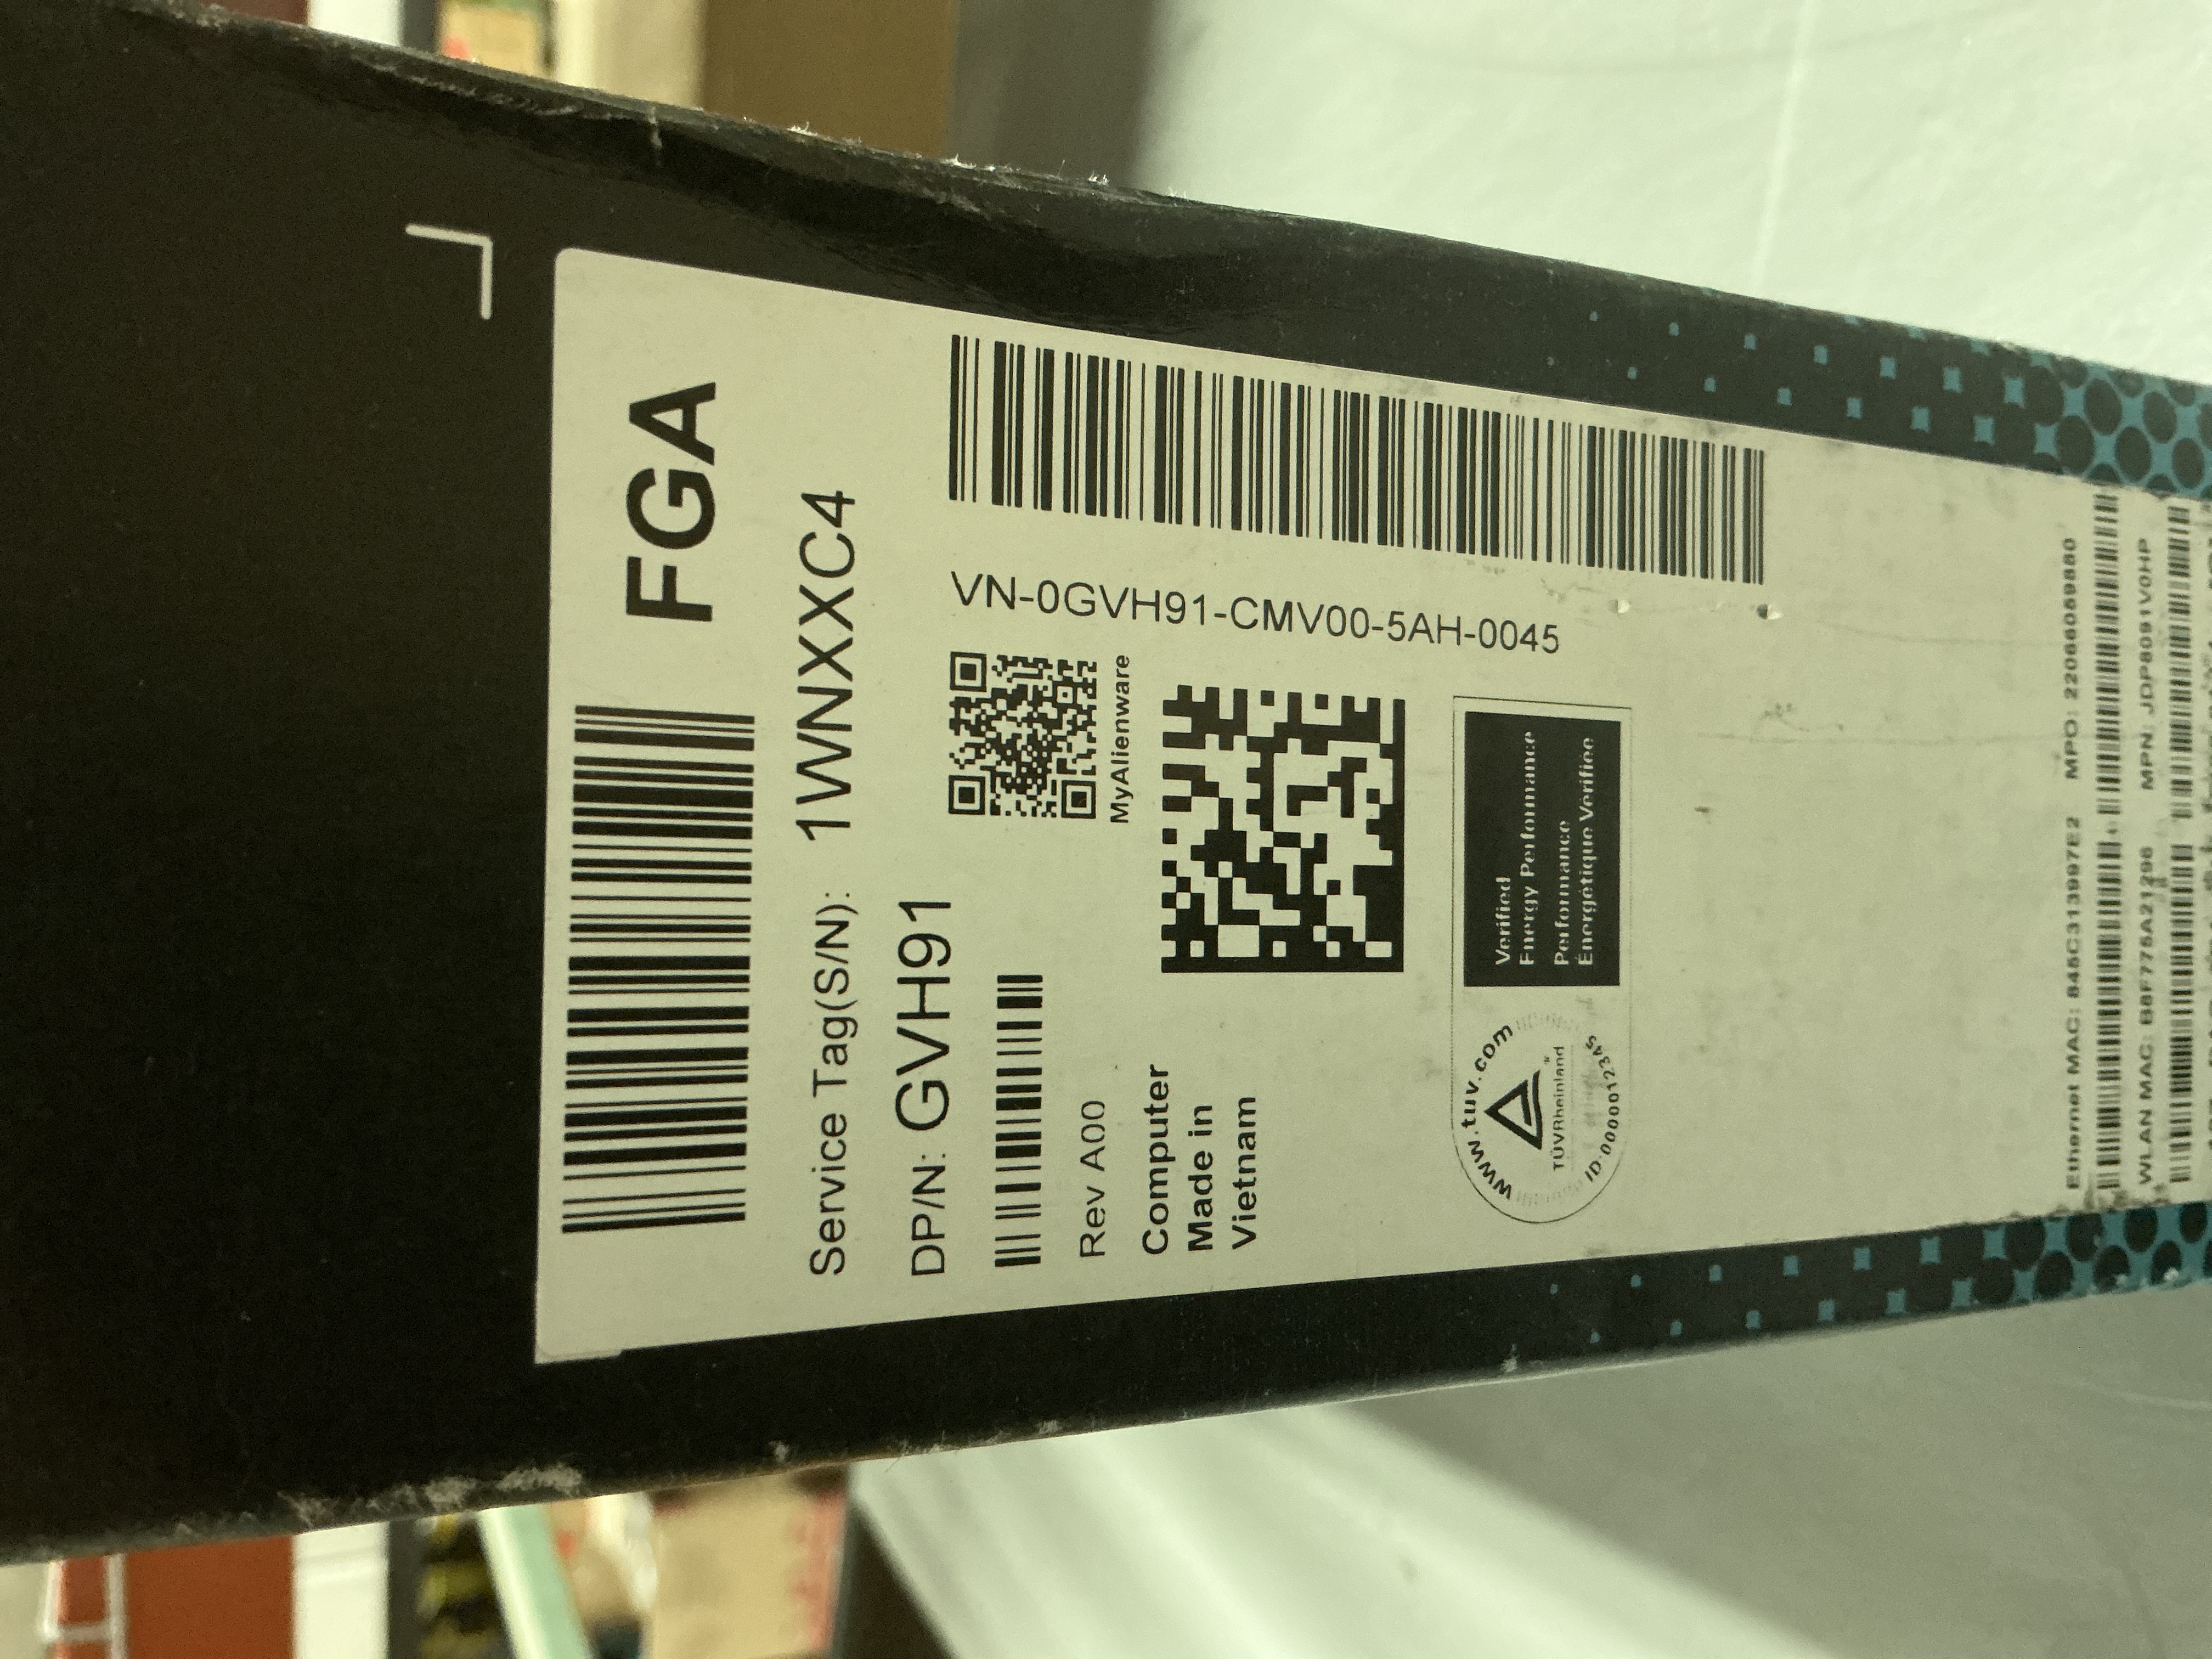 FGA
Service Tag(S/N): 1WNXXC4
DP/N: GVH91
Rev A00
Computer
Made in
Vietnam
MyAlienware
VN-0GVH91-CMV00-5AH-0045
www.tuv.com
TÜVRheinland
ID-0000012345
Verified
Energy Performance
Performance
Énergétique Verifiée
Ethernet MAC: 845C313997E2 MPO: 2206609880
WLAN MAC: B8F775A21296 MPN: JDP8091V0HP